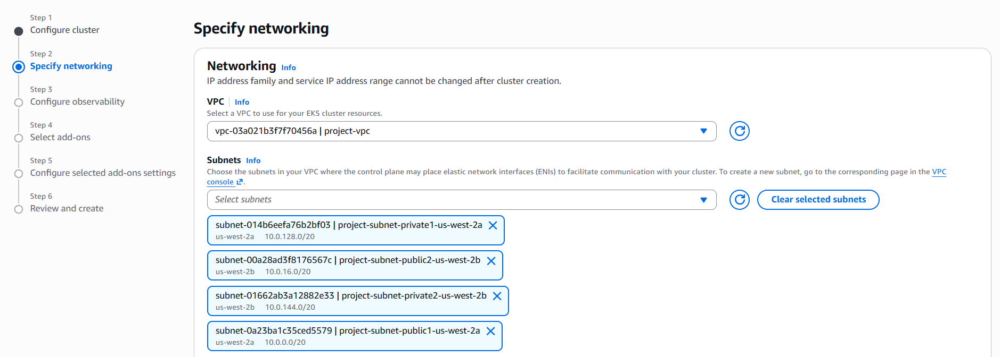 Step 1
Configure cluster
Step 2
Specify networking
Step 3
Configure observability
Step 4
Select add-ons
Step 5
Configure selected add-ons settings
Step 6
Review and create
Specify networking
Networking Info
IP address family and service IP address range cannot be changed after cluster creation.
VPC Info
Select a VPC to use for your EKS cluster resources.
vpc-03a021b3f7f70456a | project-vpc
Subnets Info
Choose the subnets in your VPC where the control plane may place elastic network interfaces (ENIs) to facilitate communication with your cluster. To create a new subnet, go to the corresponding page in the VPC
console.
Select subnets
Clear selected subnets
subnet-014b6eefa76b2bf03 | project-subnet-private1-us-west-2a
us-west-2a 10.0.128.0/20
subnet-00a28ad3f8176567c | project-subnet-public2-us-west-2b
us-west-2b 10.0.16.0/20
subnet-01662ab3a12882e33 | project-subnet-private2-us-west-2b
us-west-2b 10.0.144.0/20
subnet-0a23ba1c35ced5579 | project-subnet-public1-us-west-2a
us-west-2a 10.0.0.0/20